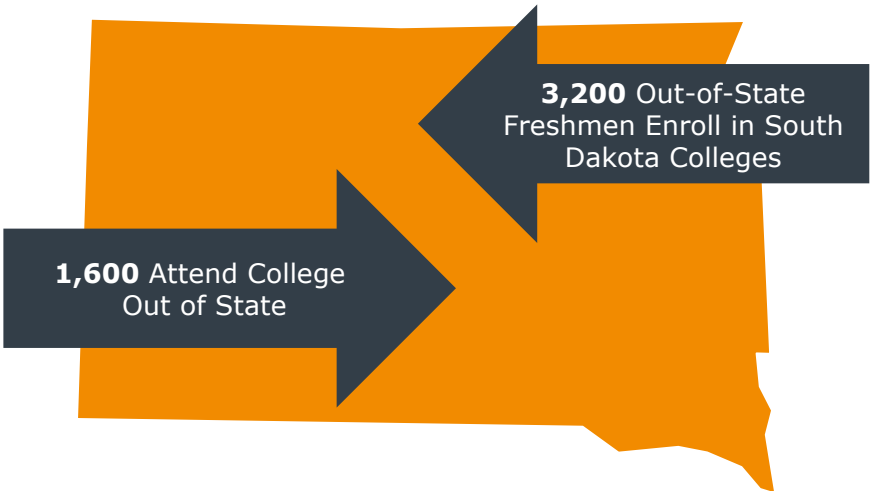 3,200 Out-of-State
Freshmen Enroll in South
Dakota Colleges
1,600 Attend College
Out of State